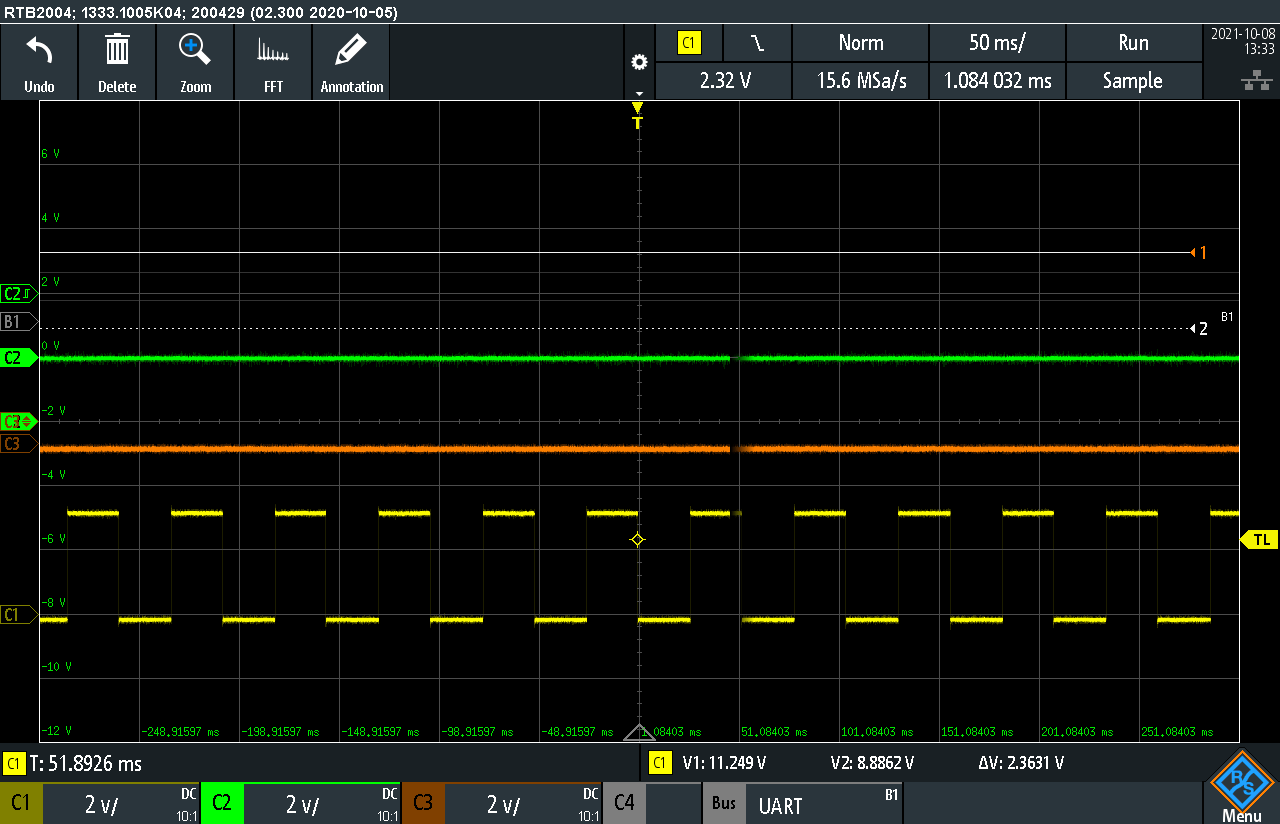 RTB2004; 1333.1005K04; 200429 (02.300 2020-10-05)
Undo Delete Zoom FFT Annotation
C1 Norm 50 ms/ Run
2.32 V 15.6 MSa/s 1.084 032 ms Sample
2021-10-08
13:33
T
6 V
4 V
1
2 V
C2
B1
B1
2
0 V
C2
-2 V
C3
-4 V
-6 V
TL
-8 V
C1
-10 V
-12 V
-248,91597 ms -198,91597 ms -148,91597 ms -98,91597 ms -48,91597 ms 1,08403 ms 51,08403 ms 101,08403 ms 151,08403 ms 201,08403 ms 251,08403 ms
C1 T: 51.8926 ms
C1 V1: 11.249 V V2: 8.8862 V ΔV: 2.3631 V
C1 2 V/ DC 10:1
C2 2 V/ DC 10:1
C3 2 V/ DC 10:1
C4
Bus UART B1
R&S
Menu